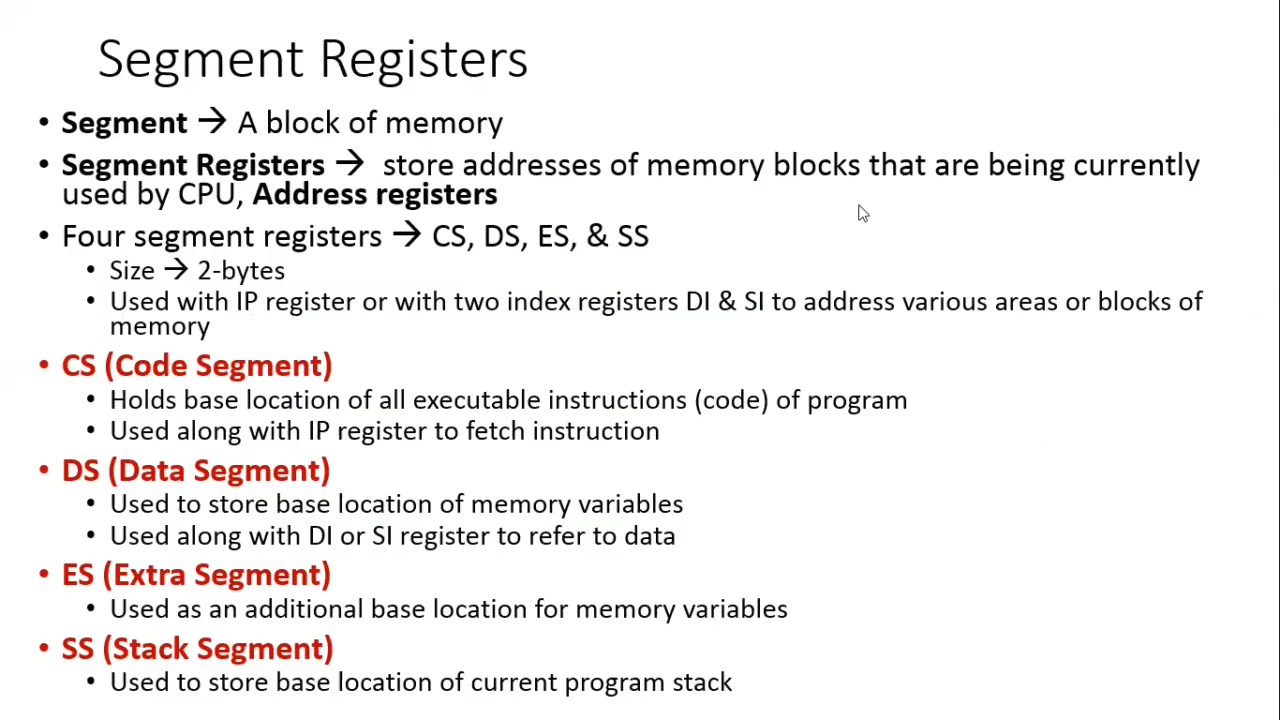 Segment Registers
• Segment → A block of memory
• Segment Registers → store addresses of memory blocks that are being currently
used by CPU, Address registers
• Four segment registers → CS, DS, ES, & SS
• Size → 2-bytes
• Used with IP register or with two index registers DI & SI to address various areas or blocks of
memory
• CS (Code Segment)
• Holds base location of all executable instructions (code) of program
• Used along with IP register to fetch instruction
• DS (Data Segment)
• Used to store base location of memory variables
• Used along with DI or SI register to refer to data
• ES (Extra Segment)
• Used as an additional base location for memory variables
• SS (Stack Segment)
• Used to store base location of current program stack